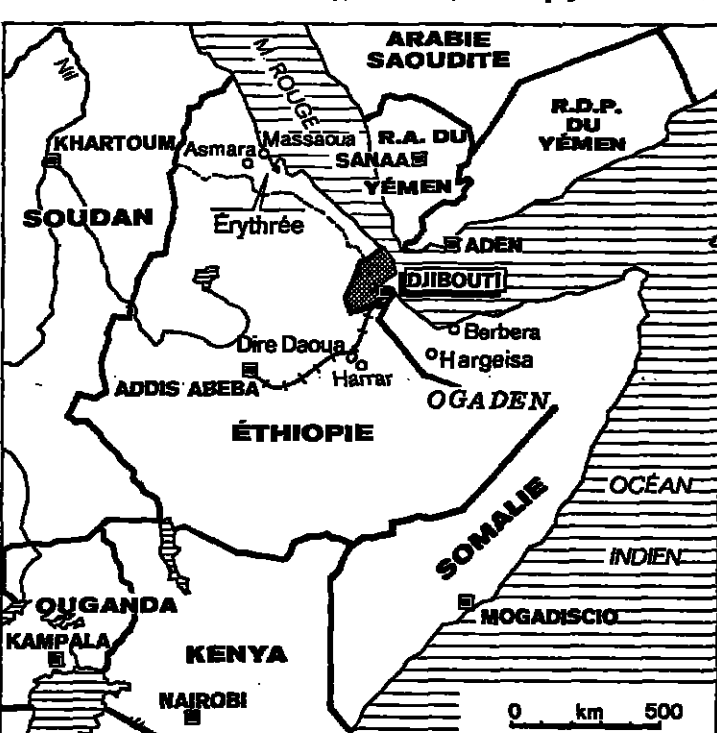 ARABIE
SAOUDITE
Nil
M. ROUGE
R.D.P.
DU
YÉMEN
KHARTOUM
Asmara
Massaoua
R.A. DU
SANAA
YÉMEN
SOUDAN
Érythrée
ADEN
DJIBOUTI
Dire Daoua
Berbera
Hargeisa
Harrar
ADDIS ABEBA
OGADEN
ÉTHIOPIE
SOMALIE
OCÉAN
INDIEN
OUGANDA
MOGADISCIO
KAMPALA
KENYA
NAIROBI
0 km 500